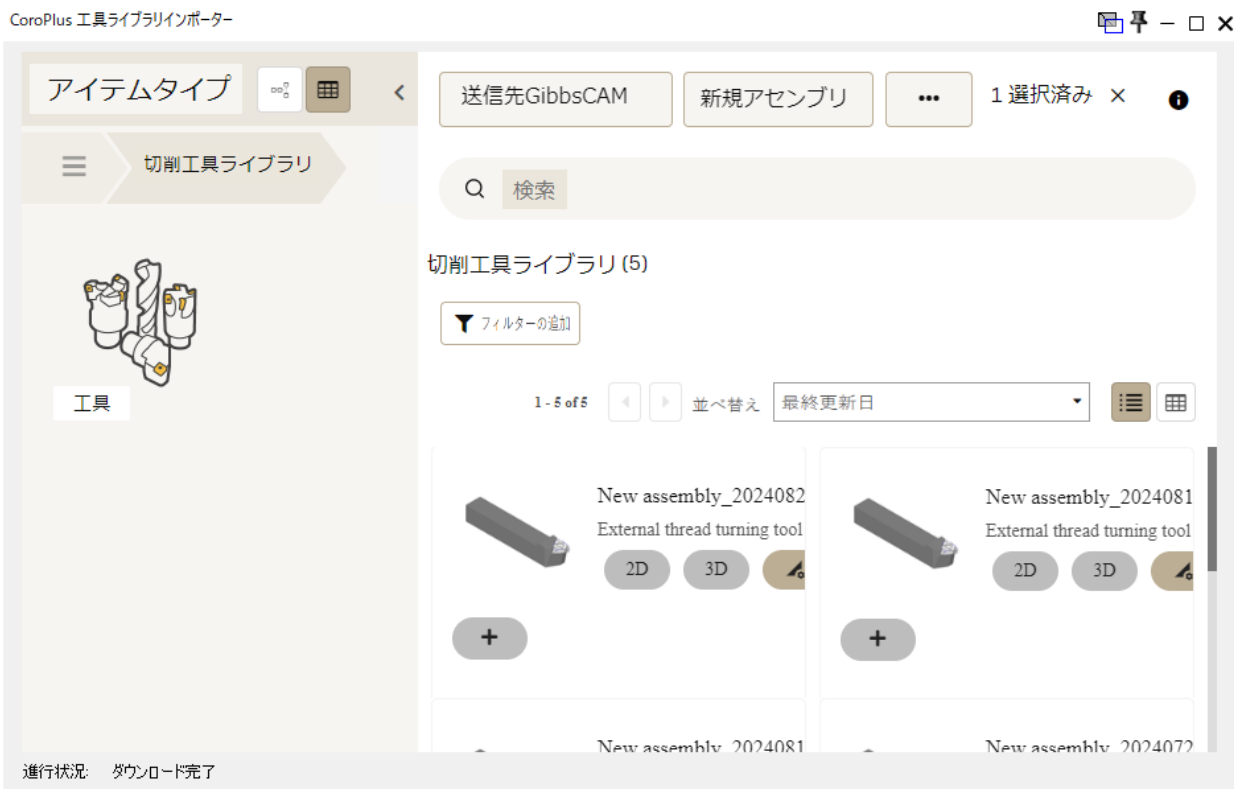 CoroPlus 工具ライブラリインポーター
アイテムタイプ
切削工具ライブラリ
工具
送信先GibbsCAM
新規アセンブリ
•••
1 選択済み
検索
切削工具ライブラリ (5)
フィルターの追加
1 - 5 of 5
並べ替え
最終更新日
New assembly_2024082
External thread turning tool
2D
3D
New assembly_2024081
External thread turning tool
2D
3D
New assembly_2024081
New assembly_2024072
進行状況: ダウンロード完了